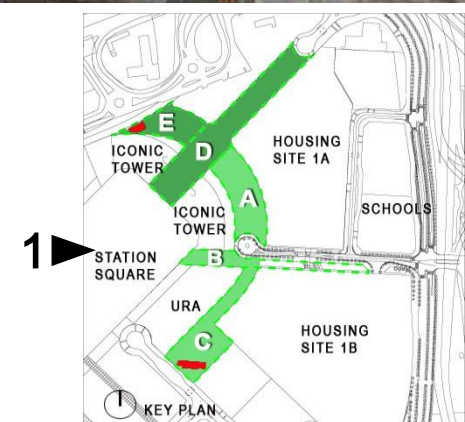 E
ICONIC
TOWER
D
HOUSING
SITE 1A
A
SCHOOLS
ICONIC
TOWER
1
STATION
SQUARE
B
URA
C
HOUSING
SITE 1B
KEY PLAN